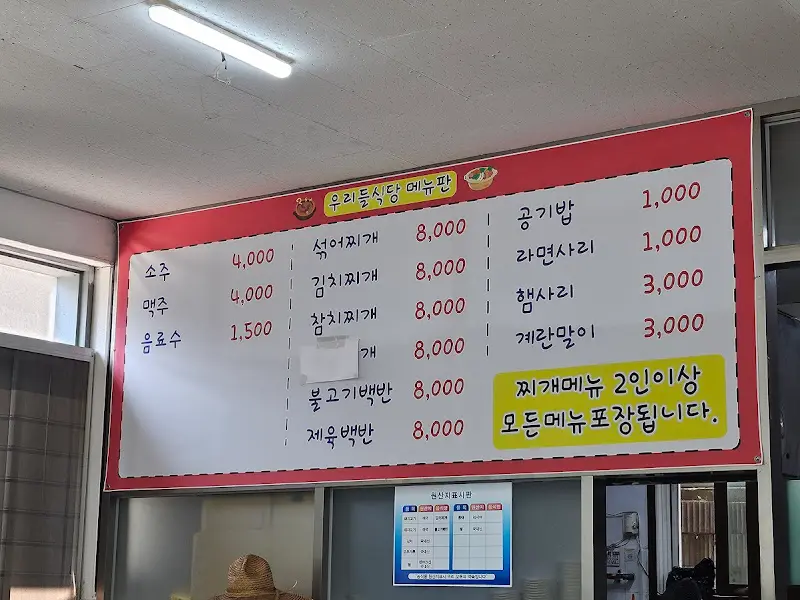 우리들식당 메뉴판
소주 4,000
맥주 4,000
음료수 1,500
섞어찌개 8,000
김치찌개 8,000
참치찌개 8,000
개 8,000
불고기백반 8,000
제육백반 8,000
공기밥 1,000
라면사리 1,000
햄사리 3,000
계란말이 3,000
찌개메뉴 2인이상
모든메뉴포장됩니다.
원산지표시판